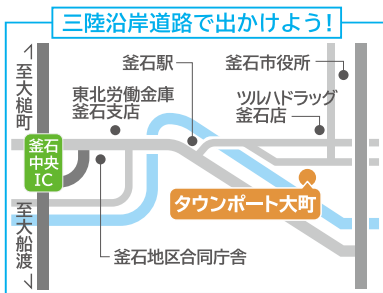 三陸沿岸道路で出かけよう！
至大槌町
釜石駅
釜石市役所
東北労働金庫
釜石支店
ツルハドラッグ
釜石店
釜石
中央
IC
タウンポート大町
至大船渡
釜石地区合同庁舎